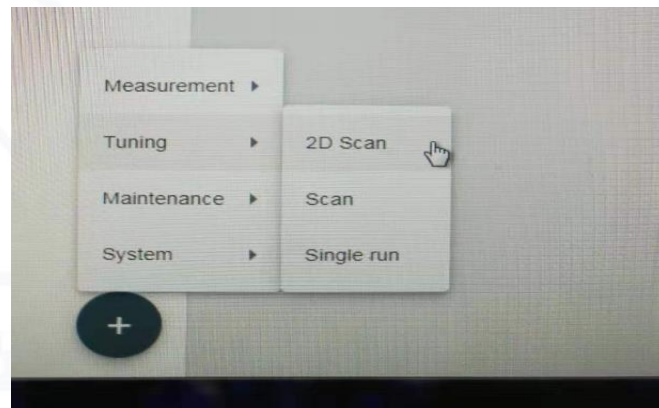 Measurement
Tuning
2D Scan
Maintenance
Scan
System
Single run
+